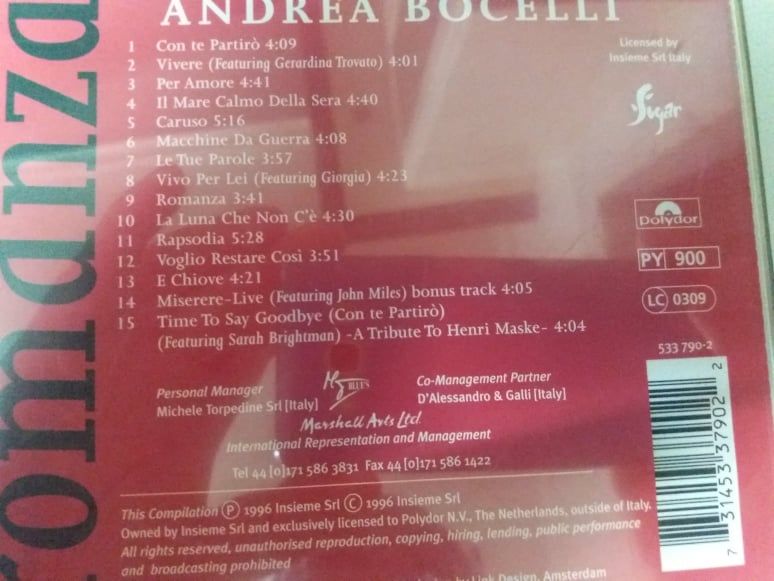 romanza
ANDREA BOCELLI
1 Con te Partirò 4:09
2 Vivere (Featuring Gerardina Trovato) 4:01
3 Per Amore 4:41
4 Il Mare Calmo Della Sera 4:40
5 Caruso 5:16
6 Macchine Da Guerra 4:08
7 Le Tue Parole 3:57
8 Vivo Per Lei (Featuring Giorgia) 4:23
9 Romanza 3:41
10 La Luna Che Non C'è 4:30
11 Rapsodia 5:28
12 Voglio Restare Così 3:51
13 E Chiove 4:21
14 Miserere-Live (Featuring John Miles) bonus track 4:05
15 Time To Say Goodbye (Con te Partirò)
(Featuring Sarah Brightman) -A Tribute To Henri Maske- 4:04
Licensed by
Insieme Srl Italy
Sugar
Polydor
PY 900
LC 0309
533 790-2
Personal Manager
Michele Torpedine Srl [Italy]
BLUES
Co-Management Partner
D'Alessandro & Galli [Italy]
Marshall Arts Ltd.
International Representation and Management
Tel 44 [0]171 586 3831 Fax 44 [0]171 586 1422
This Compilation Ⓟ 1996 Insieme Srl Ⓒ 1996 Insieme Srl
Owned by Insieme Srl and exclusively licensed to Polydor N.V., The Netherlands, outside of Italy.
All rights reserved, unauthorised reproduction, copying, hiring, lending, public performance
and broadcasting prohibited
Link Design, Amsterdam
7 31453 37902 2